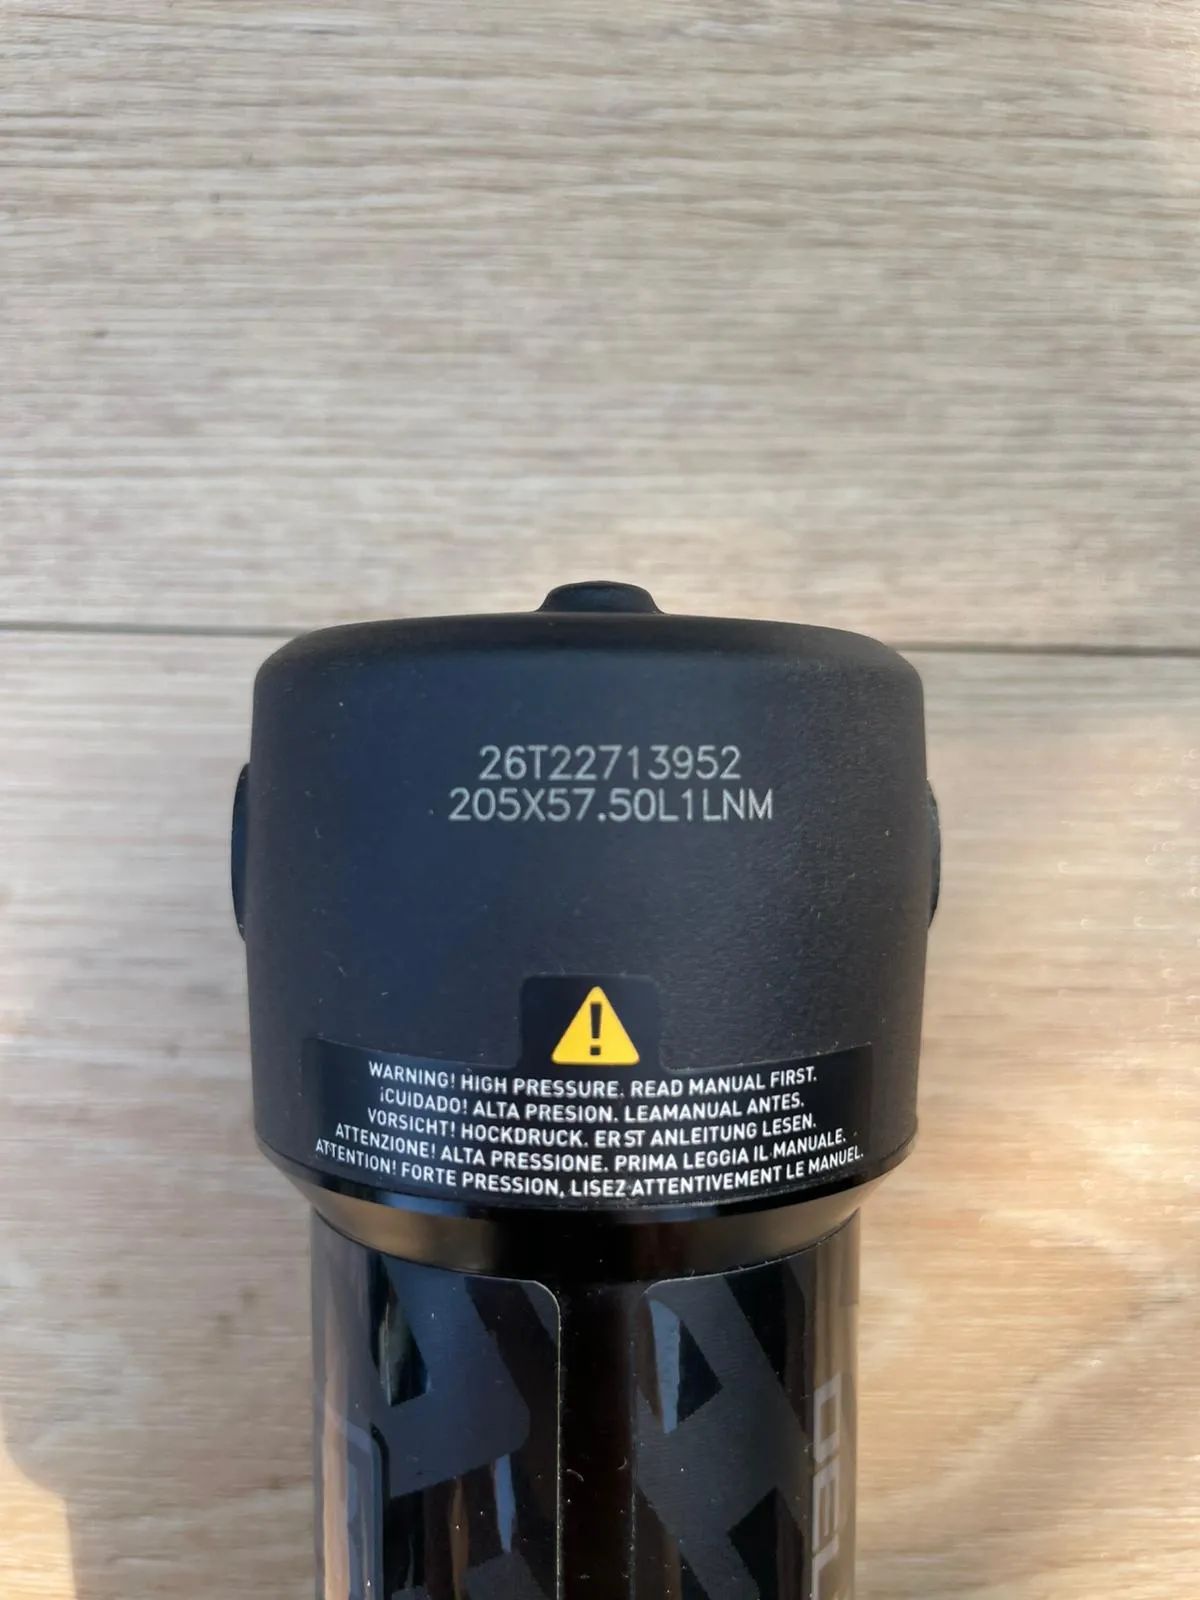 26T22713952
205X57.50L1LNM
WARNING! HIGH PRESSURE. READ MANUAL FIRST.
¡CUIDADO! ALTA PRESION. LEAMANUAL ANTES.
VORSICHT! HOCKDRUCK. ERST ANLEITUNG LESEN.
ATTENZIONE! ALTA PRESSIONE. PRIMA LEGGIA IL MANUALE.
ATTENTION! FORTE PRESSION, LISEZ ATTENTIVEMENT LE MANUEL.